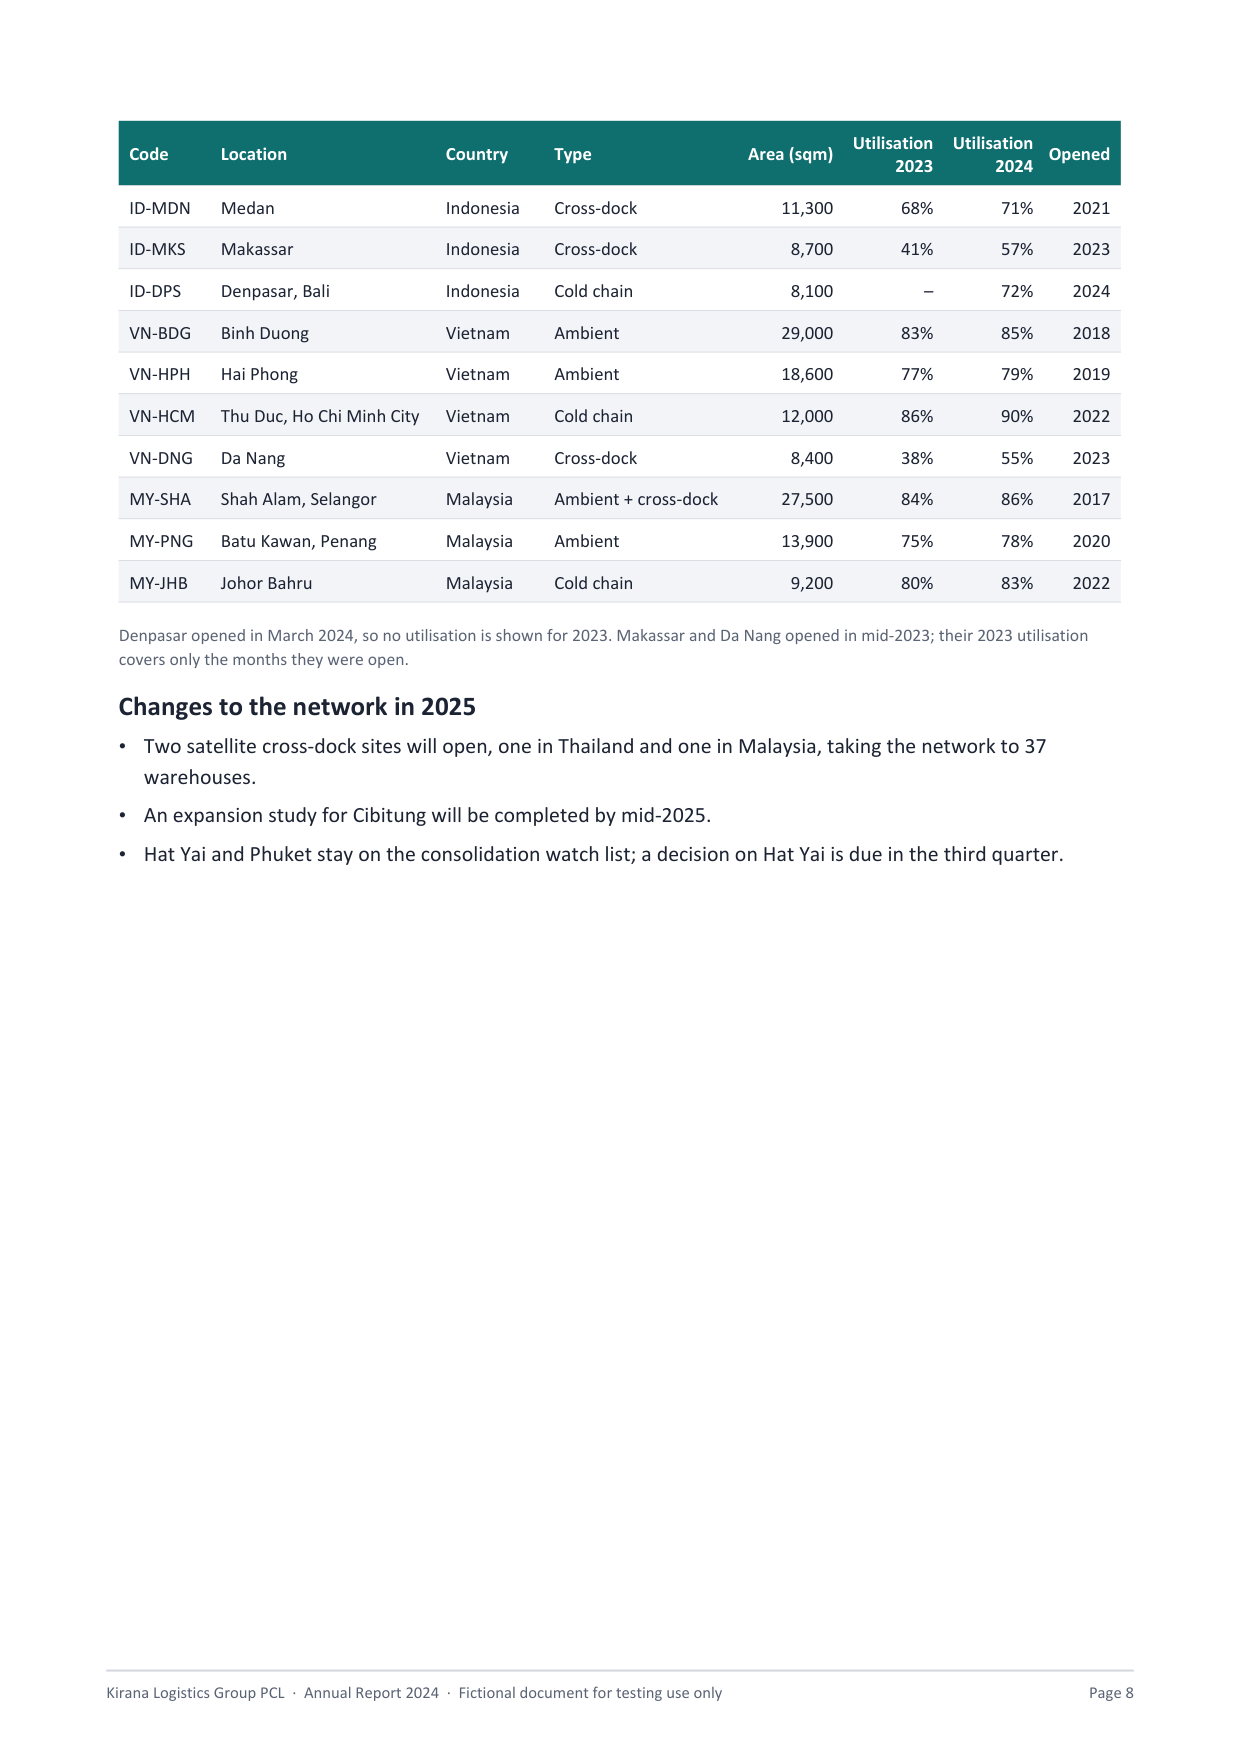 Code Location Country Type Area (sqm) Utilisation 2023 Utilisation 2024 Opened
ID-MDN Medan Indonesia Cross-dock 11,300 68% 71% 2021
ID-MKS Makassar Indonesia Cross-dock 8,700 41% 57% 2023
ID-DPS Denpasar, Bali Indonesia Cold chain 8,100 – 72% 2024
VN-BDG Binh Duong Vietnam Ambient 29,000 83% 85% 2018
VN-HPH Hai Phong Vietnam Ambient 18,600 77% 79% 2019
VN-HCM Thu Duc, Ho Chi Minh City Vietnam Cold chain 12,000 86% 90% 2022
VN-DNG Da Nang Vietnam Cross-dock 8,400 38% 55% 2023
MY-SHA Shah Alam, Selangor Malaysia Ambient + cross-dock 27,500 84% 86% 2017
MY-PNG Batu Kawan, Penang Malaysia Ambient 13,900 75% 78% 2020
MY-JHB Johor Bahru Malaysia Cold chain 9,200 80% 83% 2022
Denpasar opened in March 2024, so no utilisation is shown for 2023. Makassar and Da Nang opened in mid-2023; their 2023 utilisation
covers only the months they were open.
Changes to the network in 2025
• Two satellite cross-dock sites will open, one in Thailand and one in Malaysia, taking the network to 37
warehouses.
• An expansion study for Cibitung will be completed by mid-2025.
• Hat Yai and Phuket stay on the consolidation watch list; a decision on Hat Yai is due in the third quarter.
Kirana Logistics Group PCL · Annual Report 2024 · Fictional document for testing use only Page 8